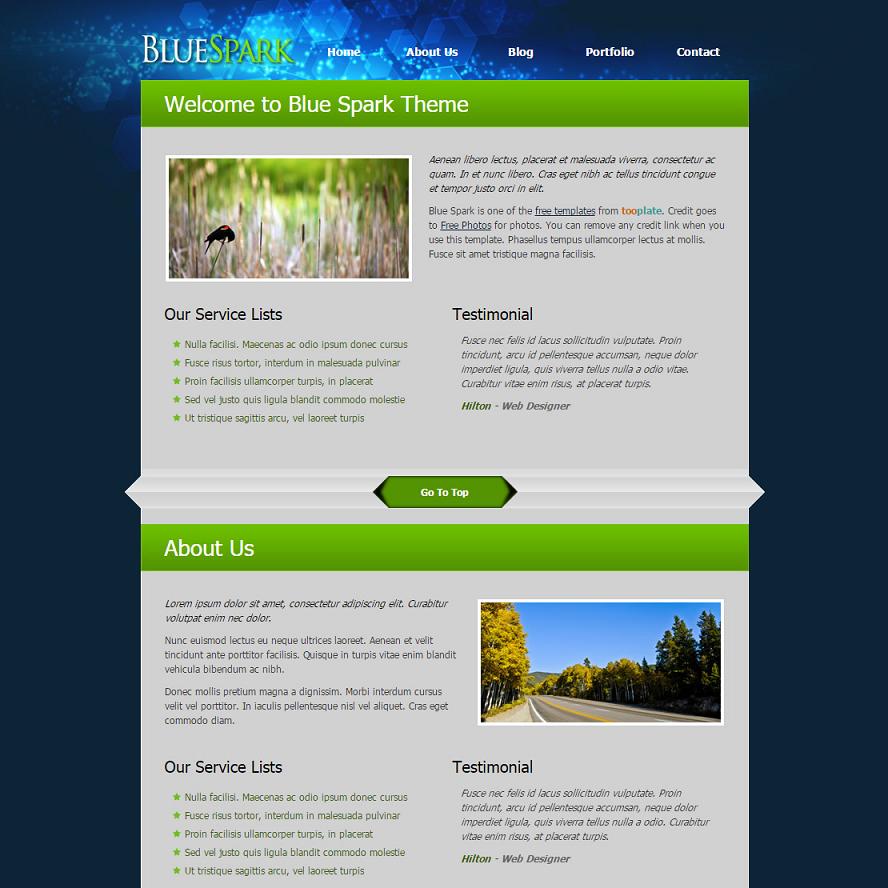 BLUESPARK
Home About Us Blog Portfolio Contact
Welcome to Blue Spark Theme
Aenean libero lectus, placerat et malesuada viverra, consectetur ac
quam. In et nunc libero. Cras eget nibh ac tellus tincidunt congue
et tempor justo orci in elit.
Blue Spark is one of the free templates from tooplate. Credit goes
to Free Photos for photos. You can remove any credit link when you
use this template. Phasellus tempus ullamcorper lectus at mollis.
Fusce sit amet tristique magna facilisis.
Our Service Lists
Nulla facilisi. Maecenas ac odio ipsum donec cursus
Fusce risus tortor, interdum in malesuada pulvinar
Proin facilisis ullamcorper turpis, in placerat
Sed vel justo quis ligula blandit commodo molestie
Ut tristique sagittis arcu, vel laoreet turpis
Testimonial
Fusce nec felis id lacus sollicitudin vulputate. Proin
tincidunt, arcu id pellentesque accumsan, neque dolor
imperdiet ligula, quis viverra tellus nulla a odio vitae.
Curabitur vitae enim risus, at placerat turpis.
Hilton - Web Designer
Go To Top
About Us
Lorem ipsum dolor sit amet, consectetur adipiscing elit. Curabitur
volutpat enim nec dolor.
Nunc euismod lectus eu neque ultrices laoreet. Aenean et velit
tincidunt ante porttitor facilisis. Quisque in turpis vitae enim blandit
vehicula bibendum ac nibh.
Donec mollis pretium magna a dignissim. Morbi interdum cursus
velit vel porttitor. In iaculis pellentesque nisl vel aliquet. Cras eget
commodo diam.
Our Service Lists
Nulla facilisi. Maecenas ac odio ipsum donec cursus
Fusce risus tortor, interdum in malesuada pulvinar
Proin facilisis ullamcorper turpis, in placerat
Sed vel justo quis ligula blandit commodo molestie
Ut tristique sagittis arcu, vel laoreet turpis
Testimonial
Fusce nec felis id lacus sollicitudin vulputate. Proin
tincidunt, arcu id pellentesque accumsan, neque dolor
imperdiet ligula, quis viverra tellus nulla a odio. Curabitur
vitae enim risus, at placerat turpis.
Hilton - Web Designer